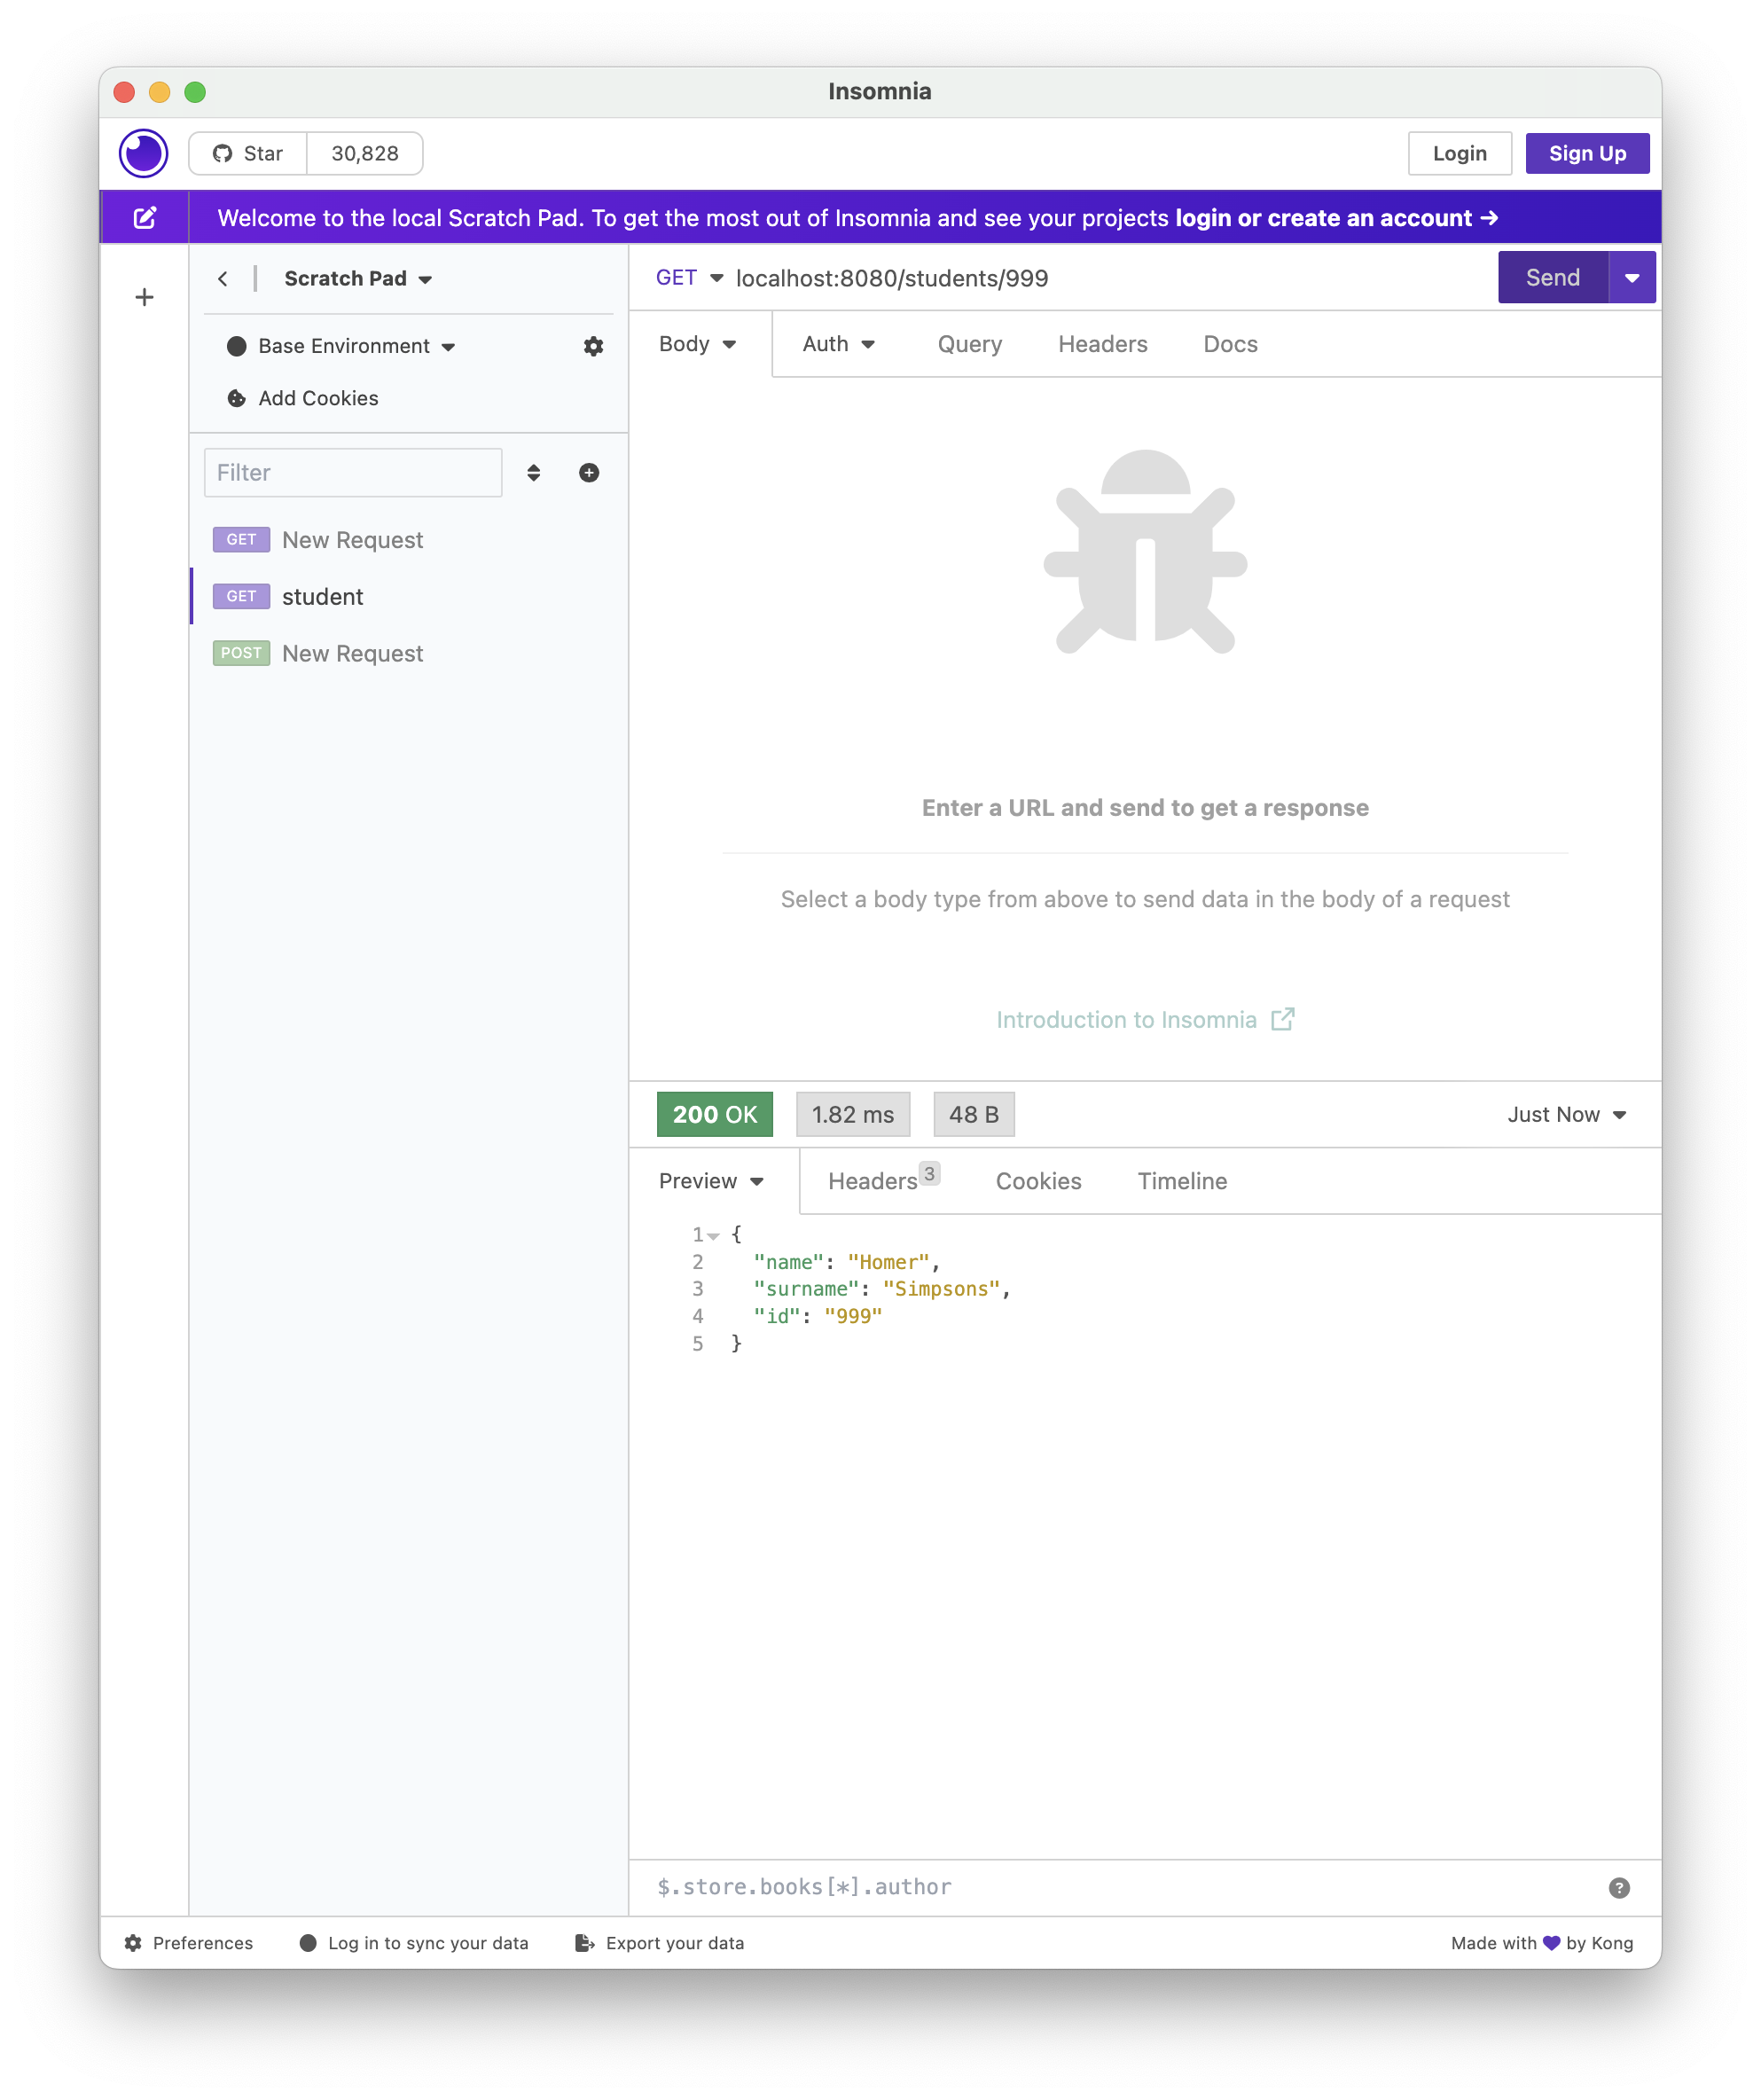 Insomnia
Star 30,828
Login Sign Up
Welcome to the local Scratch Pad. To get the most out of Insomnia and see your projects login or create an account →
Scratch Pad
Base Environment
Add Cookies
Filter
GET New Request
GET student
POST New Request
GET localhost:8080/students/999 Send
Body Auth Query Headers Docs
Enter a URL and send to get a response
Select a body type from above to send data in the body of a request
Introduction to Insomnia
200 OK 1.82 ms 48 B Just Now
Preview Headers 3 Cookies Timeline
1 {
2 "name": "Homer",
3 "surname": "Simpsons",
4 "id": "999"
5 }
$.store.books[*].author ?
Preferences Log in to sync your data Export your data Made with by Kong